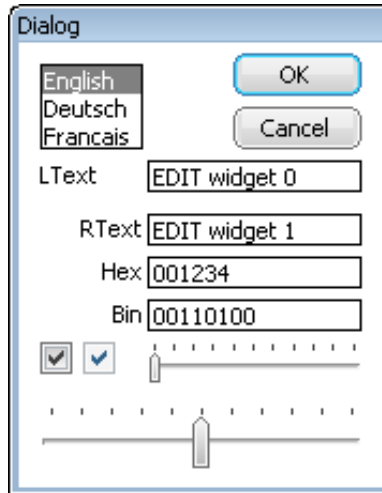 Dialog
English
Deutsch
Francais
OK
Cancel
LText EDIT widget 0
RText EDIT widget 1
Hex 001234
Bin 00110100